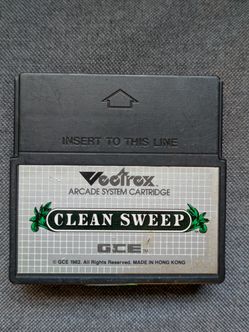 INSERT TO THIS LINE
Vectrex
ARCADE SYSTEM CARTRIDGE
CLEAN SWEEP
GCE
© GCE 1982. All Rights Reserved. MADE IN HONG KONG